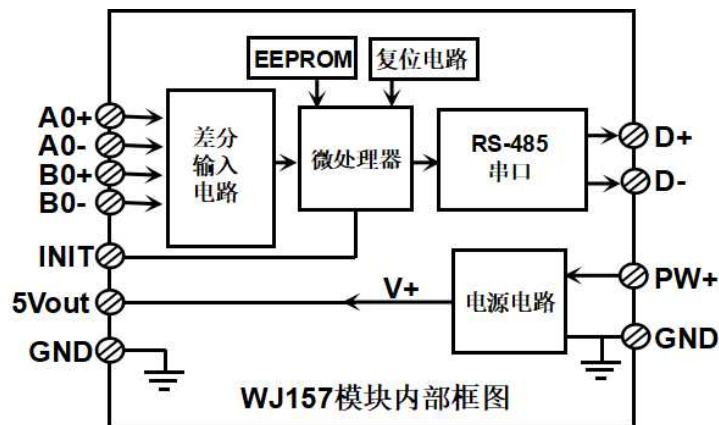 EEPROM
复位电路
A0+
A0-
B0+
B0-
差分
输入
电路
微处理器
RS-485
串口
D+
D-
INIT
5Vout
V+
电源电路
PW+
GND
GND
WJ157模块内部框图